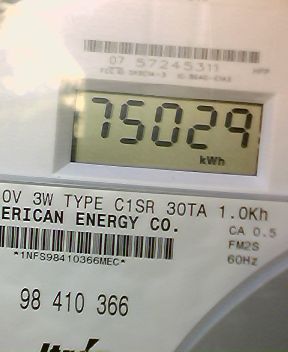 07 57245311
75029
kWh
0V 3W TYPE C1SR 30TA 1.0Kh
ERICAN ENERGY CO.
CA 0.5
FM2S
60Hz
*1NFS98410366MEC*
98 410 366